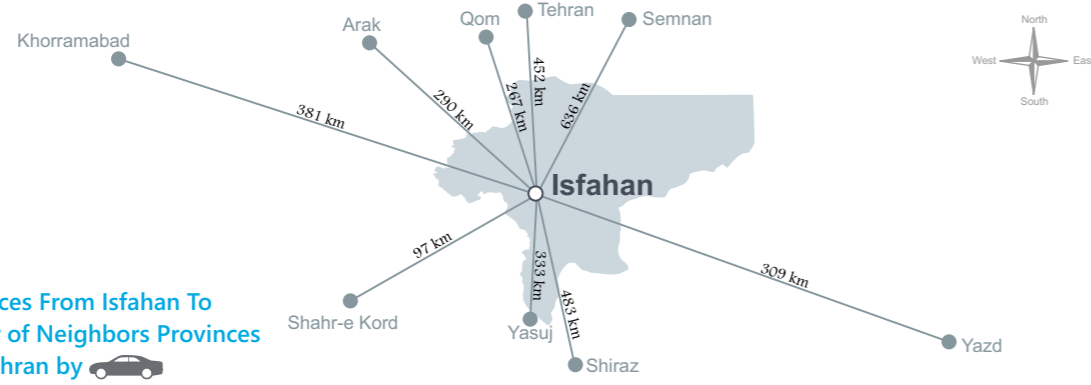 Khorramabad
Arak
Qom
Tehran
Semnan
381 km
290 km
267 km
452 km
636 km
North
West
Eas
South
Isfahan
97 km
333 km
483 km
309 km
Shahr-e Kord
Yasuj
Shiraz
Yazd
ces From Isfahan To
of Neighbors Provinces
hran by